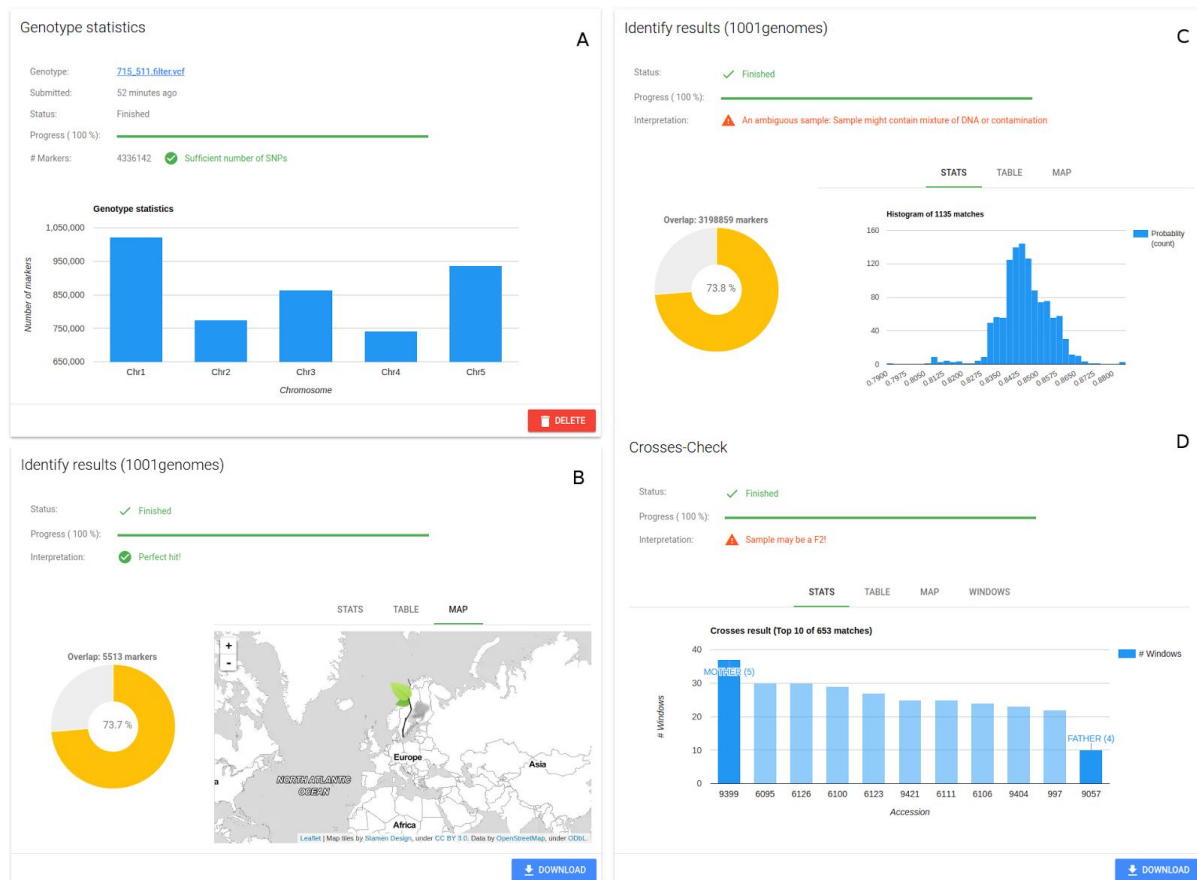 Genotype statistics
A
Genotype: 715_511.filter.vcf
Submitted: 52 minutes ago
Status: Finished
Progress ( 100 %):
# Markers: 4336142 Sufficient number of SNPs
Genotype statistics
1,050,000
950,000
850,000
750,000
650,000
Number of markers
Chr1 Chr2 Chr3 Chr4 Chr5
Chromosome
DELETE
Identify results (1001genomes)
B
Status: Finished
Progress ( 100 %):
Interpretation: Perfect hit!
STATS TABLE MAP
Overlap: 5513 markers
73.7 %
+
-
Europe
Asia
NORTH ATLANTIC
OCEAN
a
Africa
Leaflet | Map tiles by Stamen Design, under CC BY 3.0. Data by OpenStreetMap, under ODbL.
DOWNLOAD
Identify results (1001genomes)
C
Status: Finished
Progress ( 100 %):
Interpretation: An ambiguous sample: Sample might contain mixture of DNA or contamination
STATS TABLE MAP
Overlap: 3198859 markers
73.8 %
Histogram of 1135 matches
160
120
80
40
0
0.7900 0.7975 0.8050 0.8125 0.8200 0.8275 0.8350 0.8425 0.8500 0.8575 0.8650 0.8725 0.8800
Probablity
(count)
Crosses-Check
D
Status: Finished
Progress ( 100 %):
Interpretation: Sample may be a F2!
STATS TABLE MAP WINDOWS
Crosses result (Top 10 of 653 matches)
40
30
20
10
0
# Windows
MOTHER (5)
FATHER (4)
# Windows
9399 6095 6126 6100 6123 9421 6111 6106 9404 997 9057
Accession
DOWNLOAD